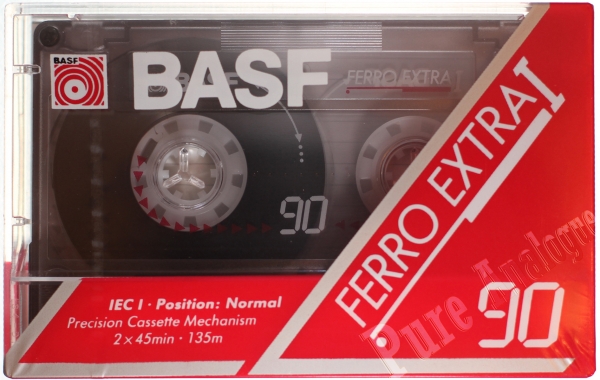 BASF
BASF
FERRO EXTRA I
90
FERRO EXTRA I
IEC I · Position: Normal
Precision Cassette Mechanism
2 x 45min · 135m
90
Pure Analogue